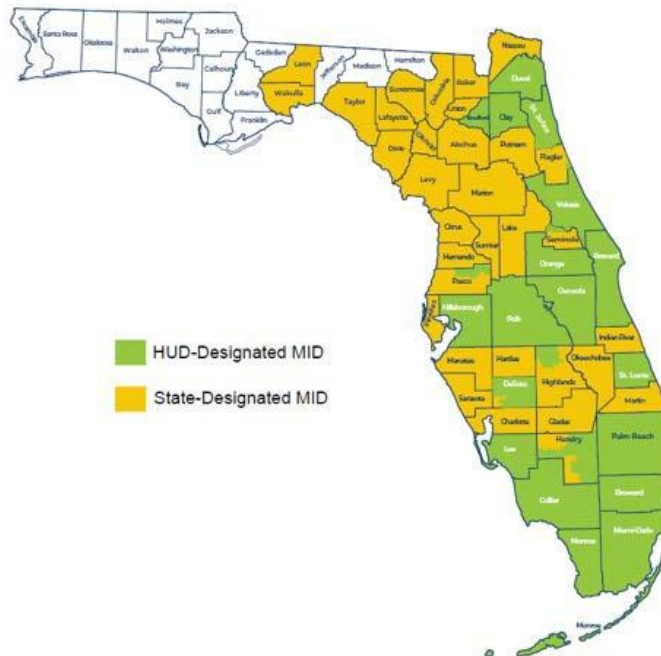 Escambia
Santa Rosa
Okaloosa
Walton
Holmes
Washington
Jackson
Bay
Calhoun
Gulf
Liberty
Franklin
Gadsden
Leon
Wakulla
Jefferson
Madison
Taylor
Hamilton
Suwannee
Lafayette
Dixie
Columbia
Gilchrist
Levy
Baker
Union
Bradford
Alachua
Marion
Nassau
Duval
Clay
St. Johns
Putnam
Flagler
Volusia
Citrus
Sumter
Lake
Hernando
Seminole
Orange
Brevard
Pasco
Pinellas
Hillsborough
Polk
Osceola
Indian River
HUD-Designated MID
State-Designated MID
Manatee
Hardee
Highlands
Okeechobee
St. Lucie
DeSoto
Sarasota
Martin
Charlotte
Glades
Lee
Hendry
Palm Beach
Collier
Broward
Monroe
Miami-Dade
Monroe